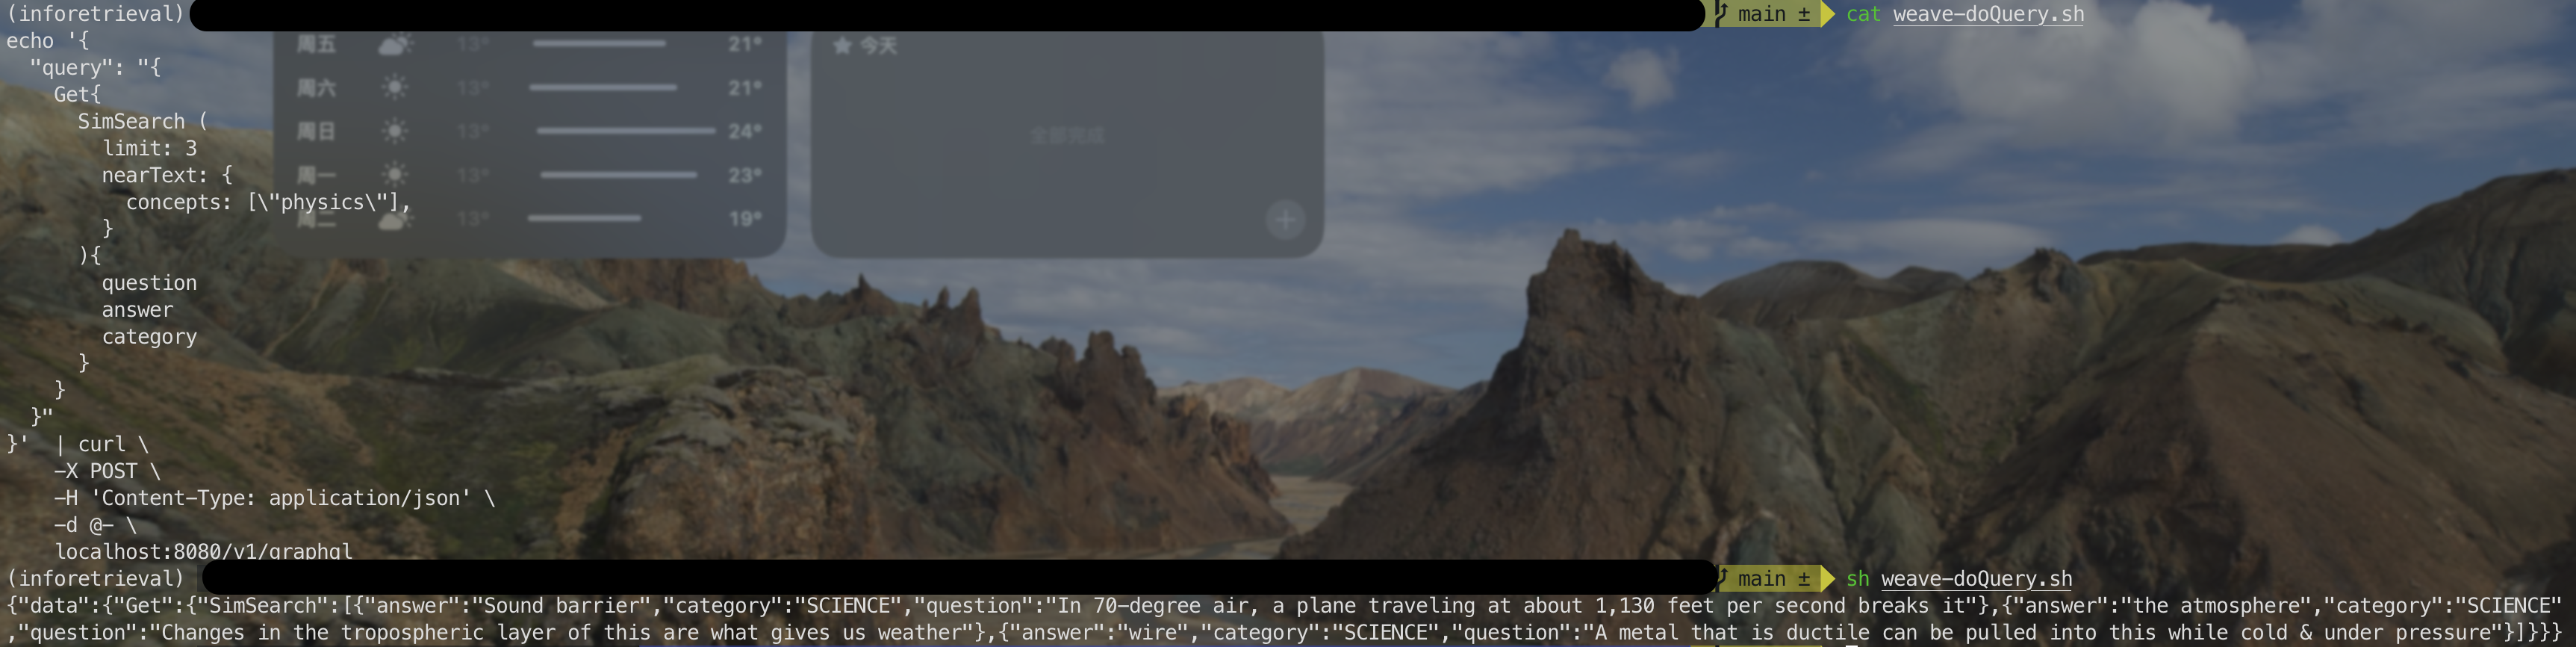 (inforetrieval) main ± cat weave-doQuery.sh
echo '{
"query": "{
Get{
SimSearch (
limit: 3
nearText: {
concepts: [\"physics\"],
}
){
question
answer
category
}
}
}"
}' | curl \
-X POST \
-H 'Content-Type: application/json' \
-d @- \
localhost:8080/v1/graphql
周五 13° 21°
周六 13° 21°
周日 13° 24°
周一 13° 23°
周二 13° 19°
★ 今天
全部完成
(inforetrieval) main ± sh weave-doQuery.sh
{"data":{"Get":{"SimSearch":[{"answer":"Sound barrier","category":"SCIENCE","question":"In 70-degree air, a plane traveling at about 1,130 feet per second breaks it"},{"answer":"the atmosphere","category":"SCIENCE"
,"question":"Changes in the tropospheric layer of this are what gives us weather"},{"answer":"wire","category":"SCIENCE","question":"A metal that is ductile can be pulled into this while cold & under pressure"}]}}}